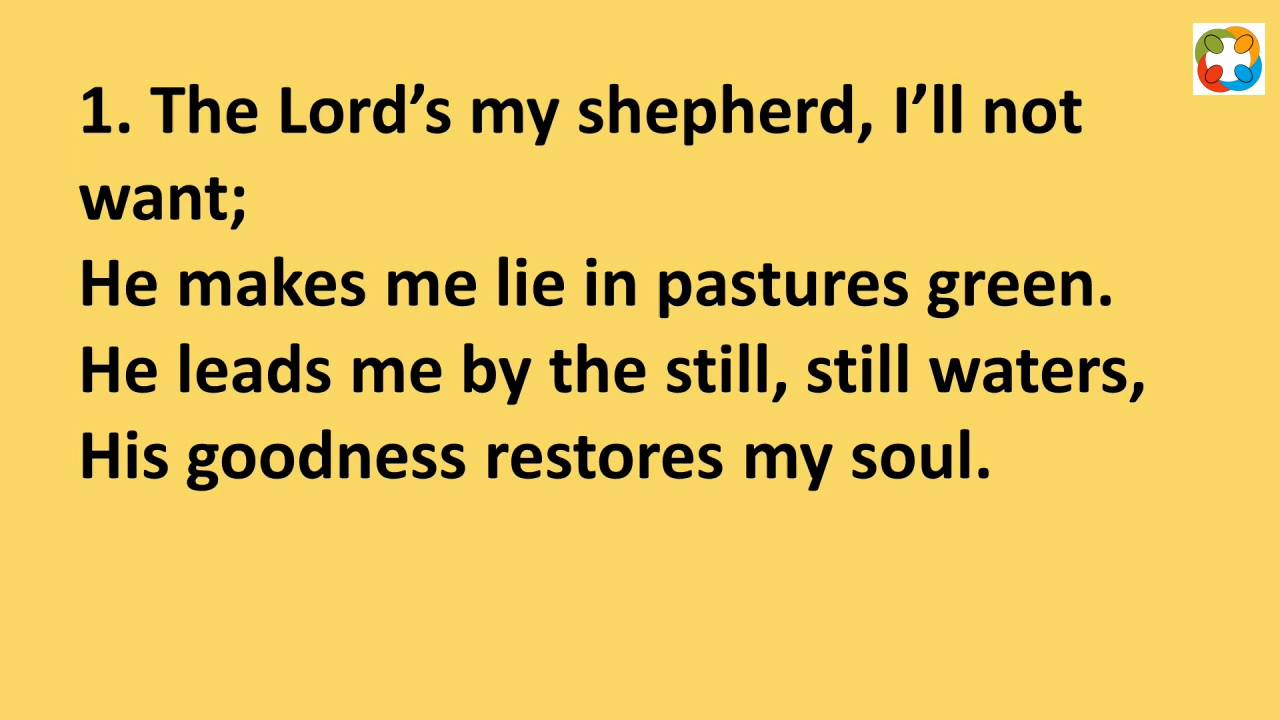 1. The Lord’s my shepherd, I’ll not
want;
He makes me lie in pastures green.
He leads me by the still, still waters,
His goodness restores my soul.